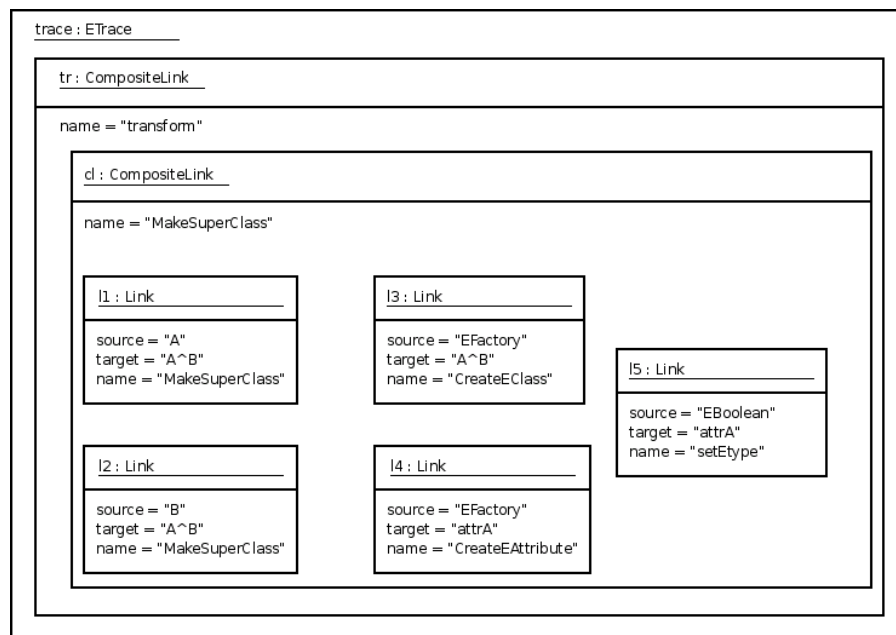 trace : ETrace
tr : CompositeLink
name = "transform"
cl : CompositeLink
name = "MakeSuperClass"
l1 : Link
source = "A"
target = "A^B"
name = "MakeSuperClass"
l3 : Link
source = "EFactory"
target = "A^B"
name = "CreateEClass"
l5 : Link
source = "EBoolean"
target = "attrA"
name = "setEtype"
l2 : Link
source = "B"
target = "A^B"
name = "MakeSuperClass"
l4 : Link
source = "EFactory"
target = "attrA"
name = "CreateEAttribute"